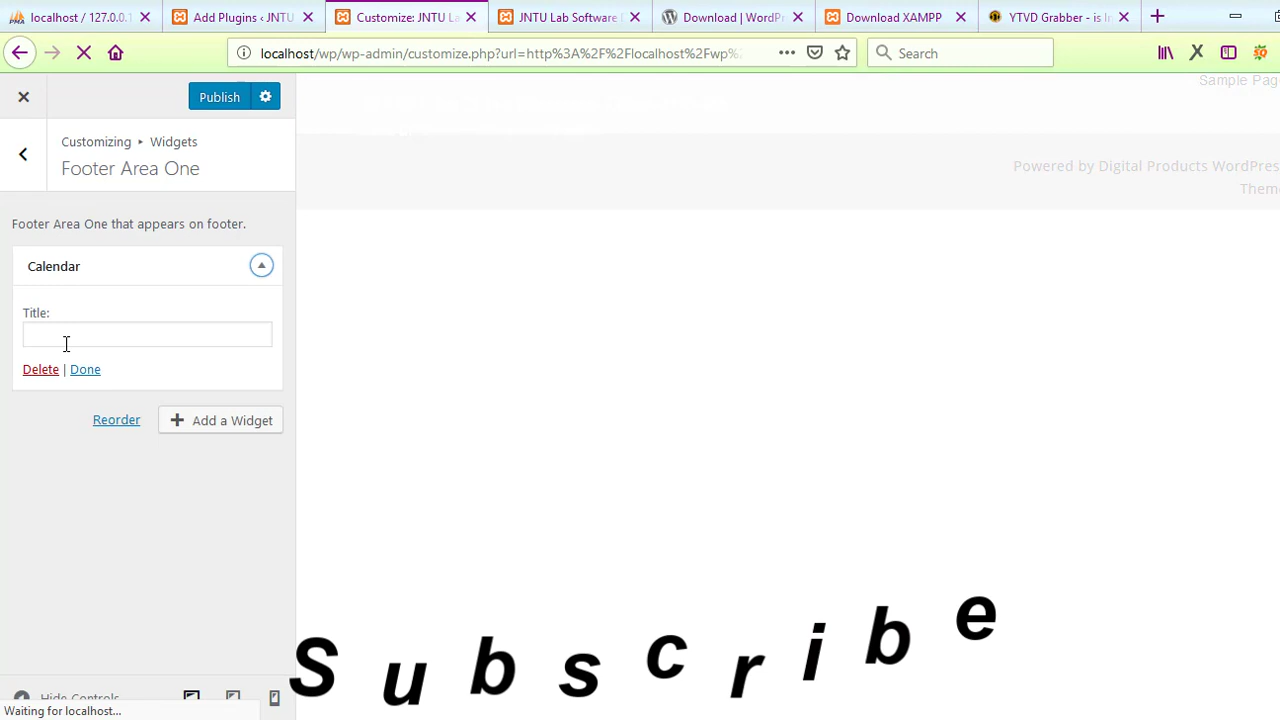 localhost / 127.0.0.1
Add Plugins ‹ JNTU
Customize: JNTU La
JNTU Lab Software D
Download | WordPr
Download XAMPP
YTVD Grabber - is In
localhost/wp/wp-admin/customize.php?url=http%3A%2F%2Flocalhost%2Fwp%
Search
Publish
Sample Pag
Customizing ▸ Widgets
Footer Area One
Powered by Digital Products WordPres
Them
Footer Area One that appears on footer.
Calendar
Title:
Delete | Done
Reorder
Add a Widget
Subscribe
Hide Controls
Waiting for localhost...